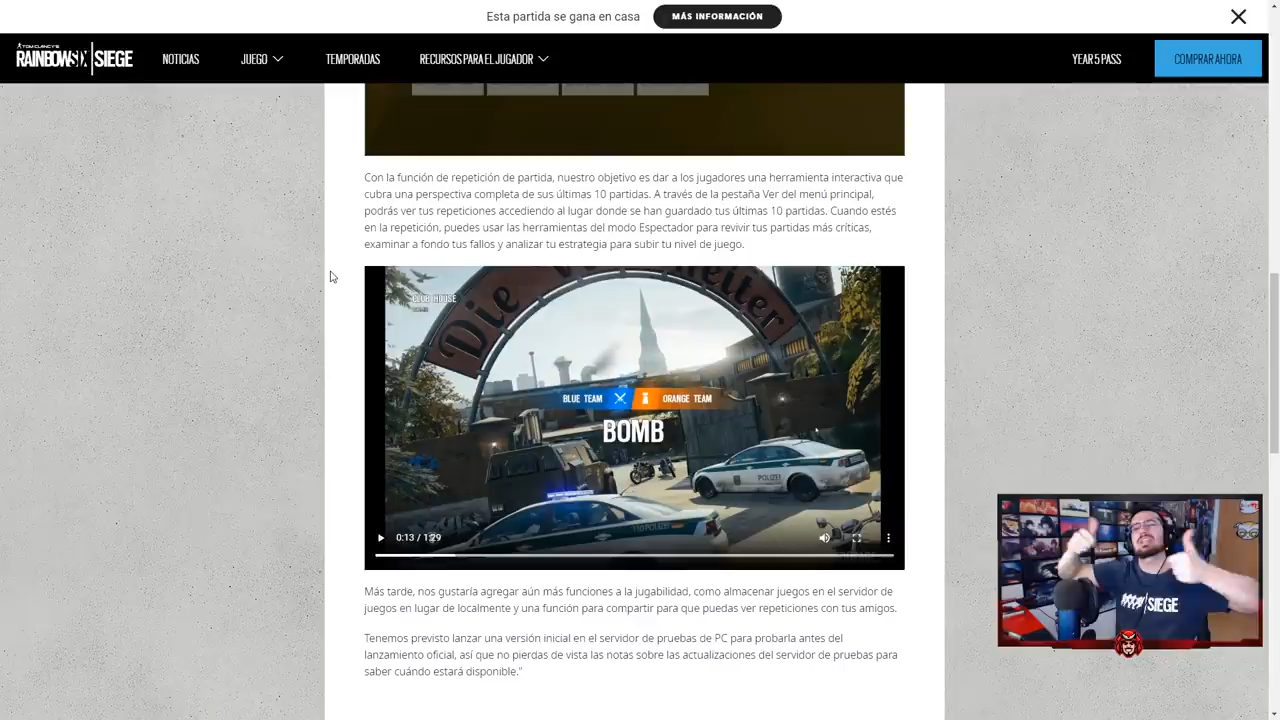 Esta partida se gana en casa
MÁS INFORMACIÓN
TOM CLANCY'S
RAINBOWSIX SIEGE
NOTICIAS
JUEGO
TEMPORADAS
RECURSOS PARA EL JUGADOR
YEAR 5 PASS
COMPRAR AHORA
Con la función de repetición de partida, nuestro objetivo es dar a los jugadores una herramienta interactiva que
cubra una perspectiva completa de sus últimas 10 partidas. A través de la pestaña Ver del menú principal,
podrás ver tus repeticiones accediendo al lugar donde se han guardado tus últimas 10 partidas. Cuando estés
en la repetición, puedes usar las herramientas del modo Espectador para revivir tus partidas más críticas,
examinar a fondo tus fallos y analizar tu estrategia para subir tu nivel de juego.
CLUB HOUSE
BOMB
BLUE TEAM
ORANGE TEAM
BOMB
POLIZEI
110 POLIZEI
0:13 / 1:29
SIEGE
Más tarde, nos gustaría agregar aún más funciones a la jugabilidad, como almacenar juegos en el servidor de
juegos en lugar de localmente y una función para compartir para que puedas ver repeticiones con tus amigos.
Tenemos previsto lanzar una versión inicial en el servidor de pruebas de PC para probarla antes del
lanzamiento oficial, así que no pierdas de vista las notas sobre las actualizaciones del servidor de pruebas para
saber cuándo estará disponible."